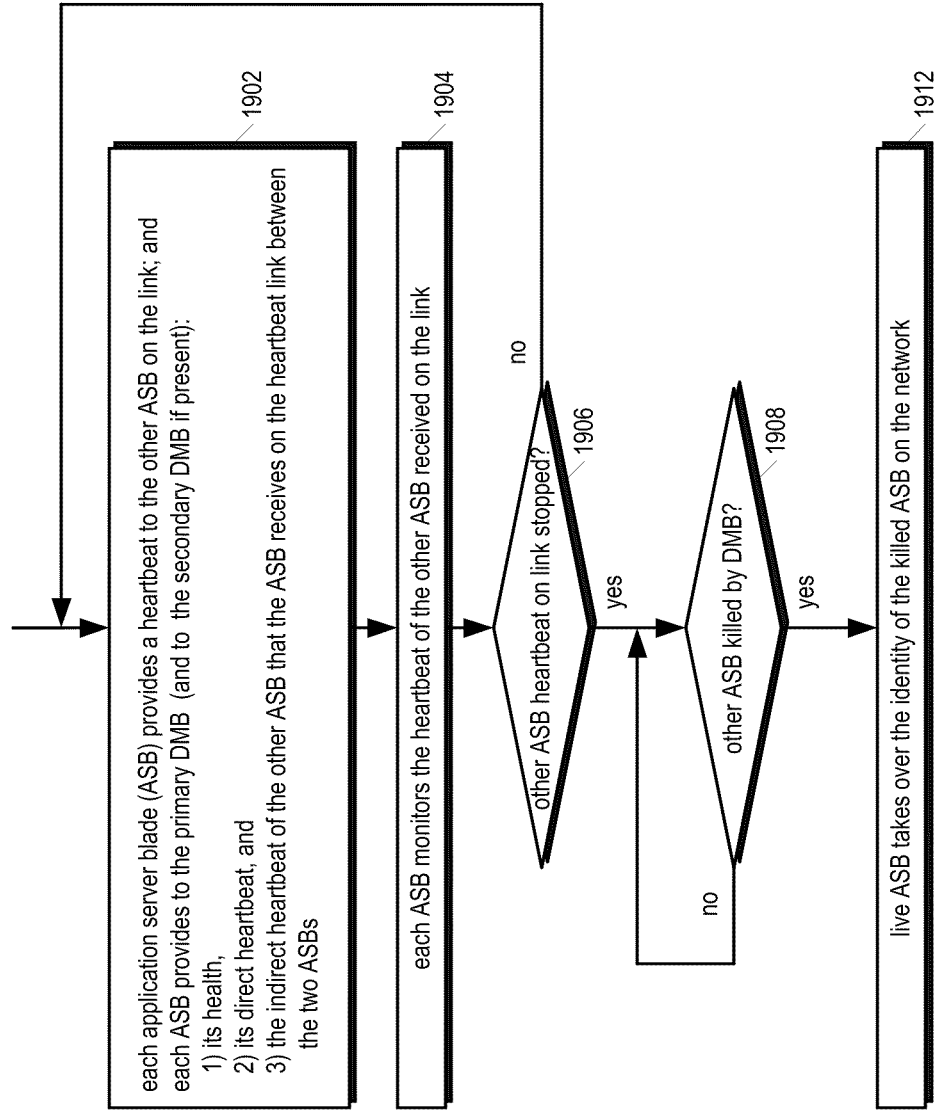 each application server blade (ASB) provides a heartbeat to the other ASB on the link; and
each ASB provides to the primary DMB (and to the secondary DMB if present):
1) its health,
2) its direct heartbeat, and
3) the indirect heartbeat of the other ASB that the ASB receives on the heartbeat link between
the two ASBs
1902
each ASB monitors the heartbeat of the other ASB received on the link
1904
other ASB heartbeat on link stopped?
1906
no
yes
other ASB killed by DMB?
1908
no
yes
live ASB takes over the identity of the killed ASB on the network
1912